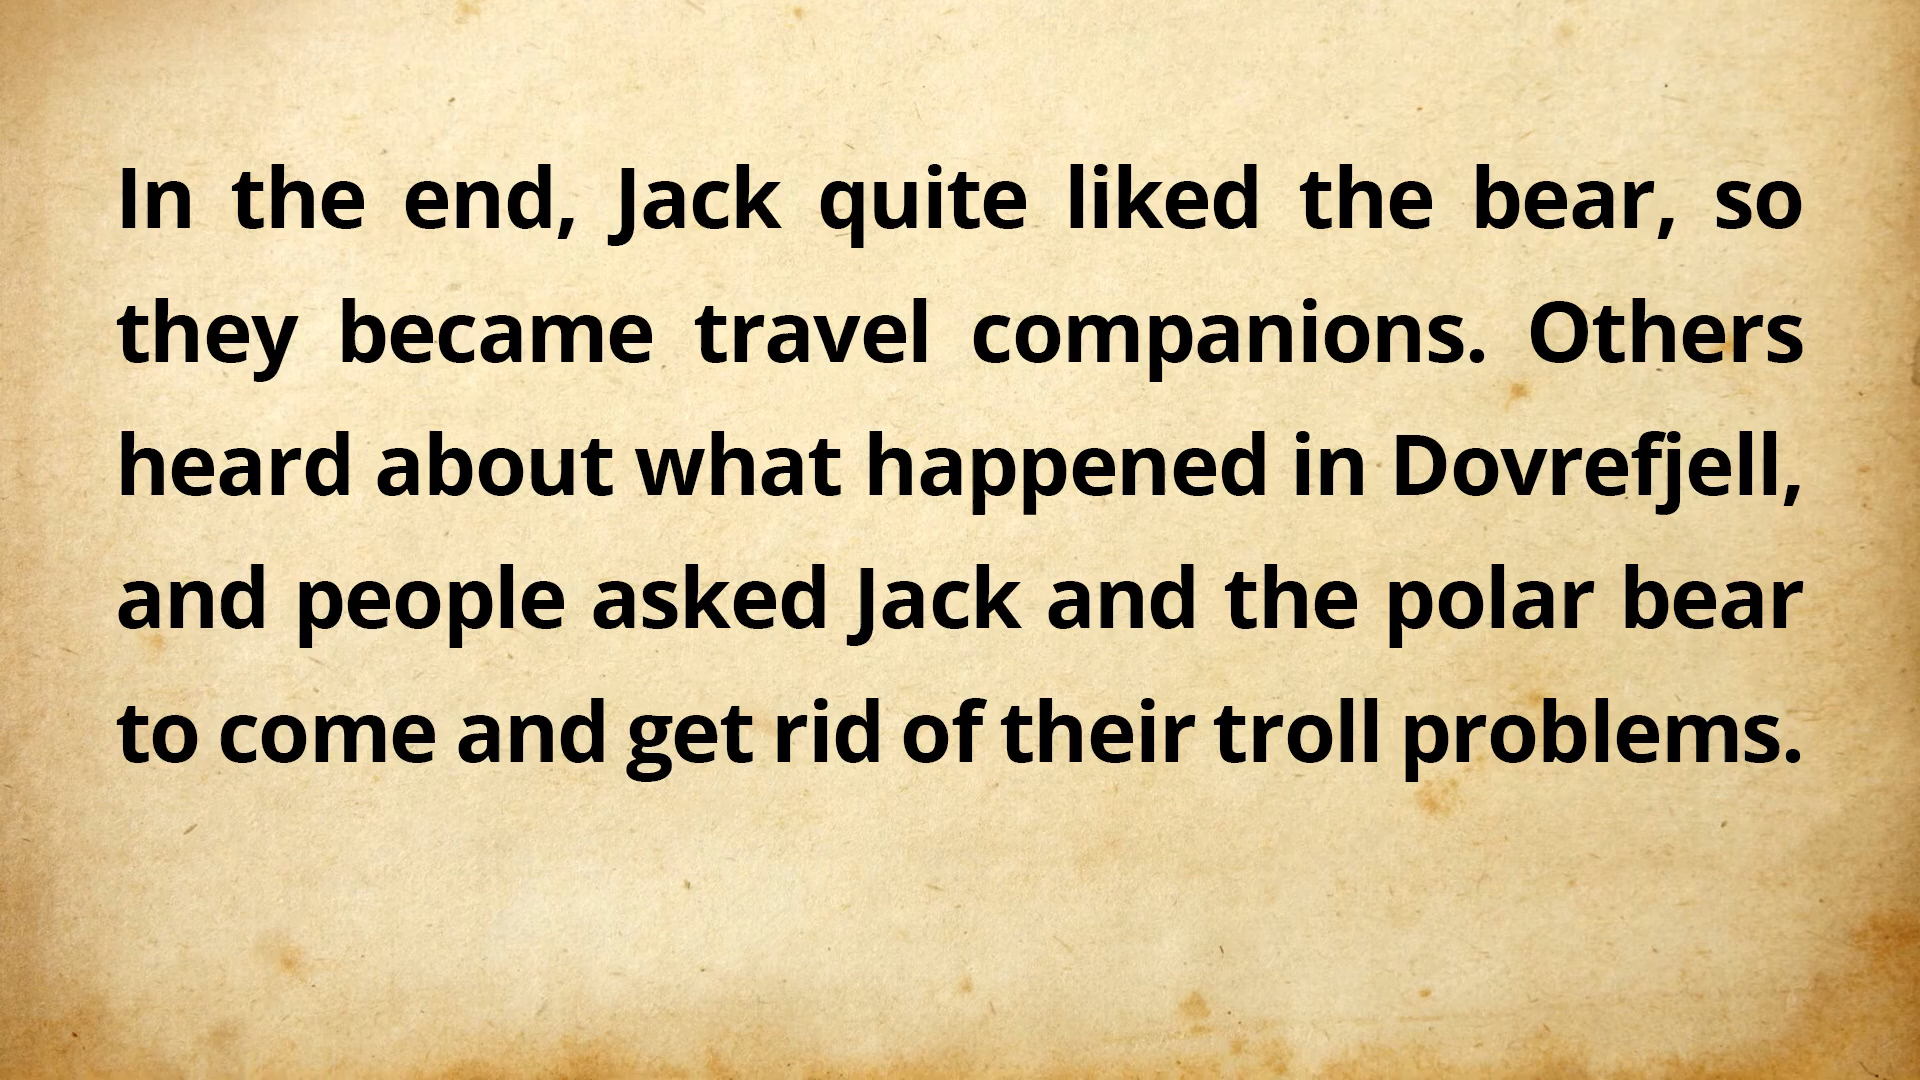 In the end, Jack quite liked the bear, so
they became travel companions. Others
heard about what happened in Dovrefjell,
and people asked Jack and the polar bear
to come and get rid of their troll problems.